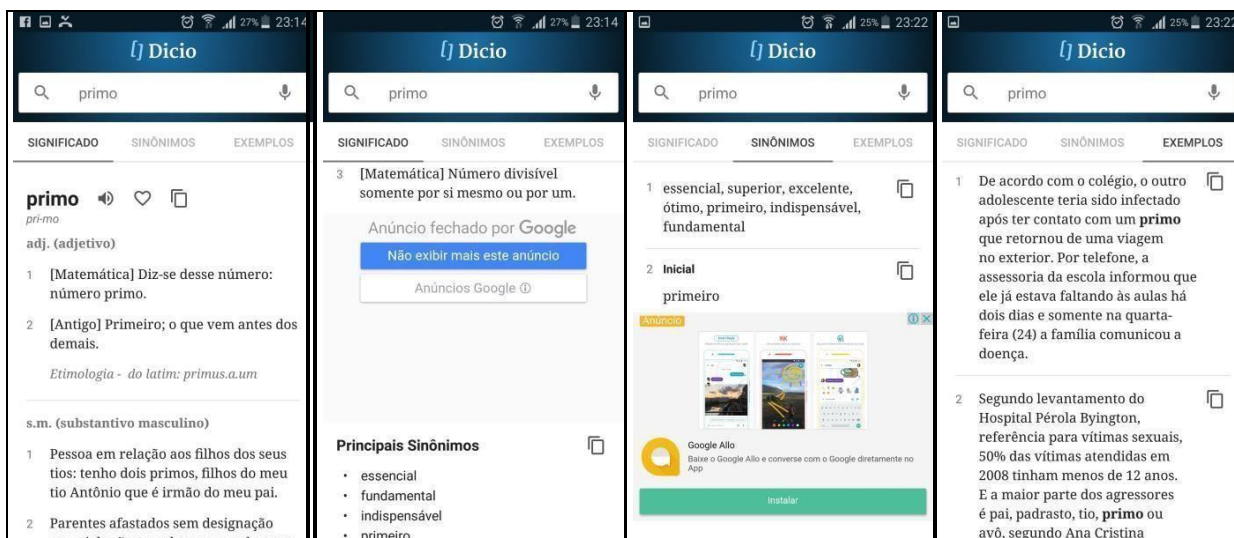 27% 23:14
[] Dicio
primo
SIGNIFICADO SINÔNIMOS EXEMPLOS
primo
pri-mo
adj. (adjetivo)
1 [Matemática] Diz-se desse número:
número primo.
2 [Antigo] Primeiro; o que vem antes dos
demais.
Etimologia - do latim: primus.a.um
s.m. (substantivo masculino)
1 Pessoa em relação aos filhos dos seus
tios: tenho dois primos, filhos do meu
tio Antônio que é irmão do meu pai.
2 Parentes afastados sem designação
27% 23:14
[] Dicio
primo
SIGNIFICADO SINÔNIMOS EXEMPLOS
3 [Matemática] Número divisível
somente por si mesmo ou por um.
Anúncio fechado por Google
Não exibir mais este anúncio
Anúncios Google
Principais Sinônimos
• essencial
• fundamental
• indispensável
• primeiro
25% 23:22
[] Dicio
primo
SIGNIFICADO SINÔNIMOS EXEMPLOS
1 essencial, superior, excelente,
ótimo, primeiro, indispensável,
fundamental
2 Inicial
primeiro
Anúncio
Google Allo
Baixe o Google Allo e converse com o Google diretamente no
App
Instalar
25% 23:22
[] Dicio
primo
SIGNIFICADO SINÔNIMOS EXEMPLOS
1 De acordo com o colégio, o outro
adolescente teria sido infectado
após ter contato com um primo
que retornou de uma viagem
no exterior. Por telefone, a
assessoria da escola informou que
ele já estava faltando às aulas há
dois dias e somente na quarta-
feira (24) a família comunicou a
doença.
2 Segundo levantamento do
Hospital Pérola Byington,
referência para vítimas sexuais,
50% das vítimas atendidas em
2008 tinham menos de 12 anos.
E a maior parte dos agressores
é pai, padrasto, tio, primo ou
avô, segundo Ana Cristina